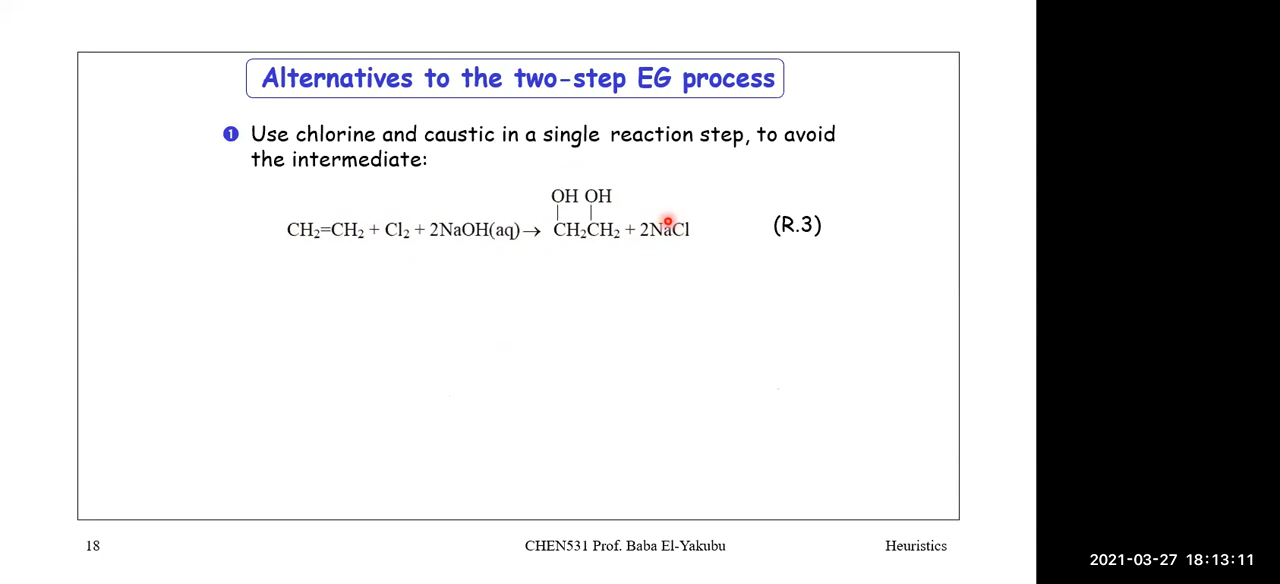 Alternatives to the two-step EG process
❶ Use chlorine and caustic in a single reaction step, to avoid
the intermediate:
OH OH
CH₂=CH₂ + Cl₂ + 2NaOH(aq) → CH₂CH₂ + 2NaCl (R.3)
18 CHEN531 Prof. Baba El-Yakubu Heuristics
2021-03-27 18:13:11